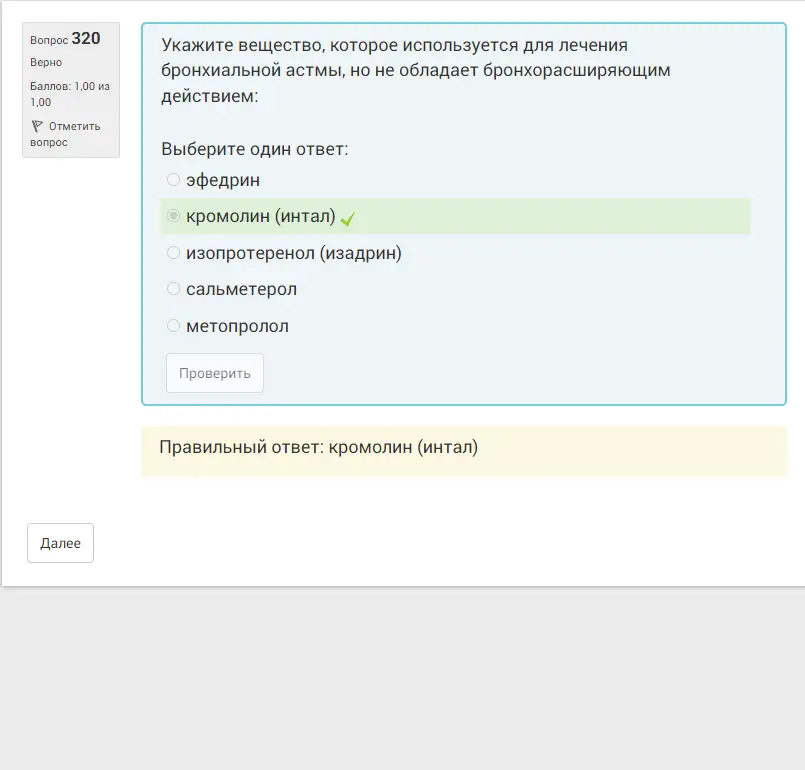 Вопрос 320
Верно
Баллов: 1,00 из
1,00
Отметить
вопрос
Укажите вещество, которое используется для лечения
бронхиальной астмы, но не обладает бронхорасширяющим
действием:
Выберите один ответ:
эфедрин
кромолин (интал)
изопротеренол (изадрин)
сальметерол
метопролол
Проверить
Правильный ответ: кромолин (интал)
Далее